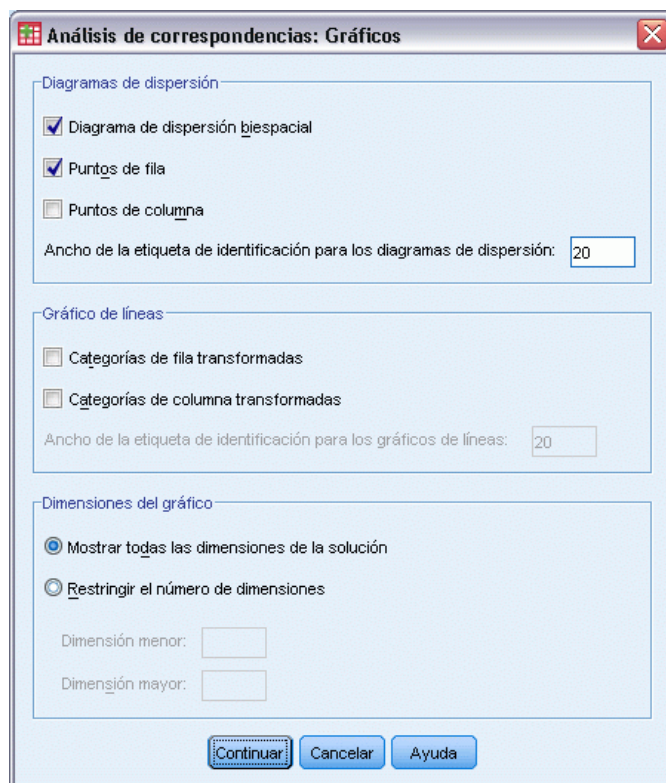 Análisis de correspondencias: Gráficos
Diagramas de dispersión
Diagrama de dispersión biespacial
Puntos de fila
Puntos de columna
Ancho de la etiqueta de identificación para los diagramas de dispersión: 20
Gráfico de líneas
Categorías de fila transformadas
Categorías de columna transformadas
Ancho de la etiqueta de identificación para los gráficos de líneas: 20
Dimensiones del gráfico
Mostrar todas las dimensiones de la solución
Restringir el número de dimensiones
Dimensión menor:
Dimensión mayor:
Continuar Cancelar Ayuda